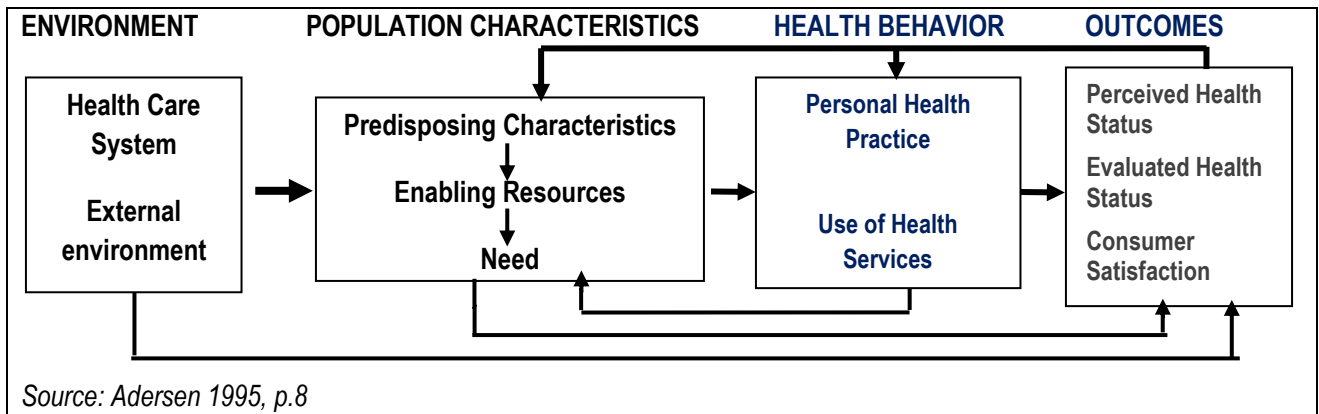 ENVIRONMENT
POPULATION CHARACTERISTICS
HEALTH BEHAVIOR
OUTCOMES
Health Care
System
External
environment
Predisposing Characteristics
Enabling Resources
Need
Personal Health
Practice
Use of Health
Services
Perceived Health
Status
Evaluated Health
Status
Consumer
Satisfaction
Source: Adersen 1995, p.8